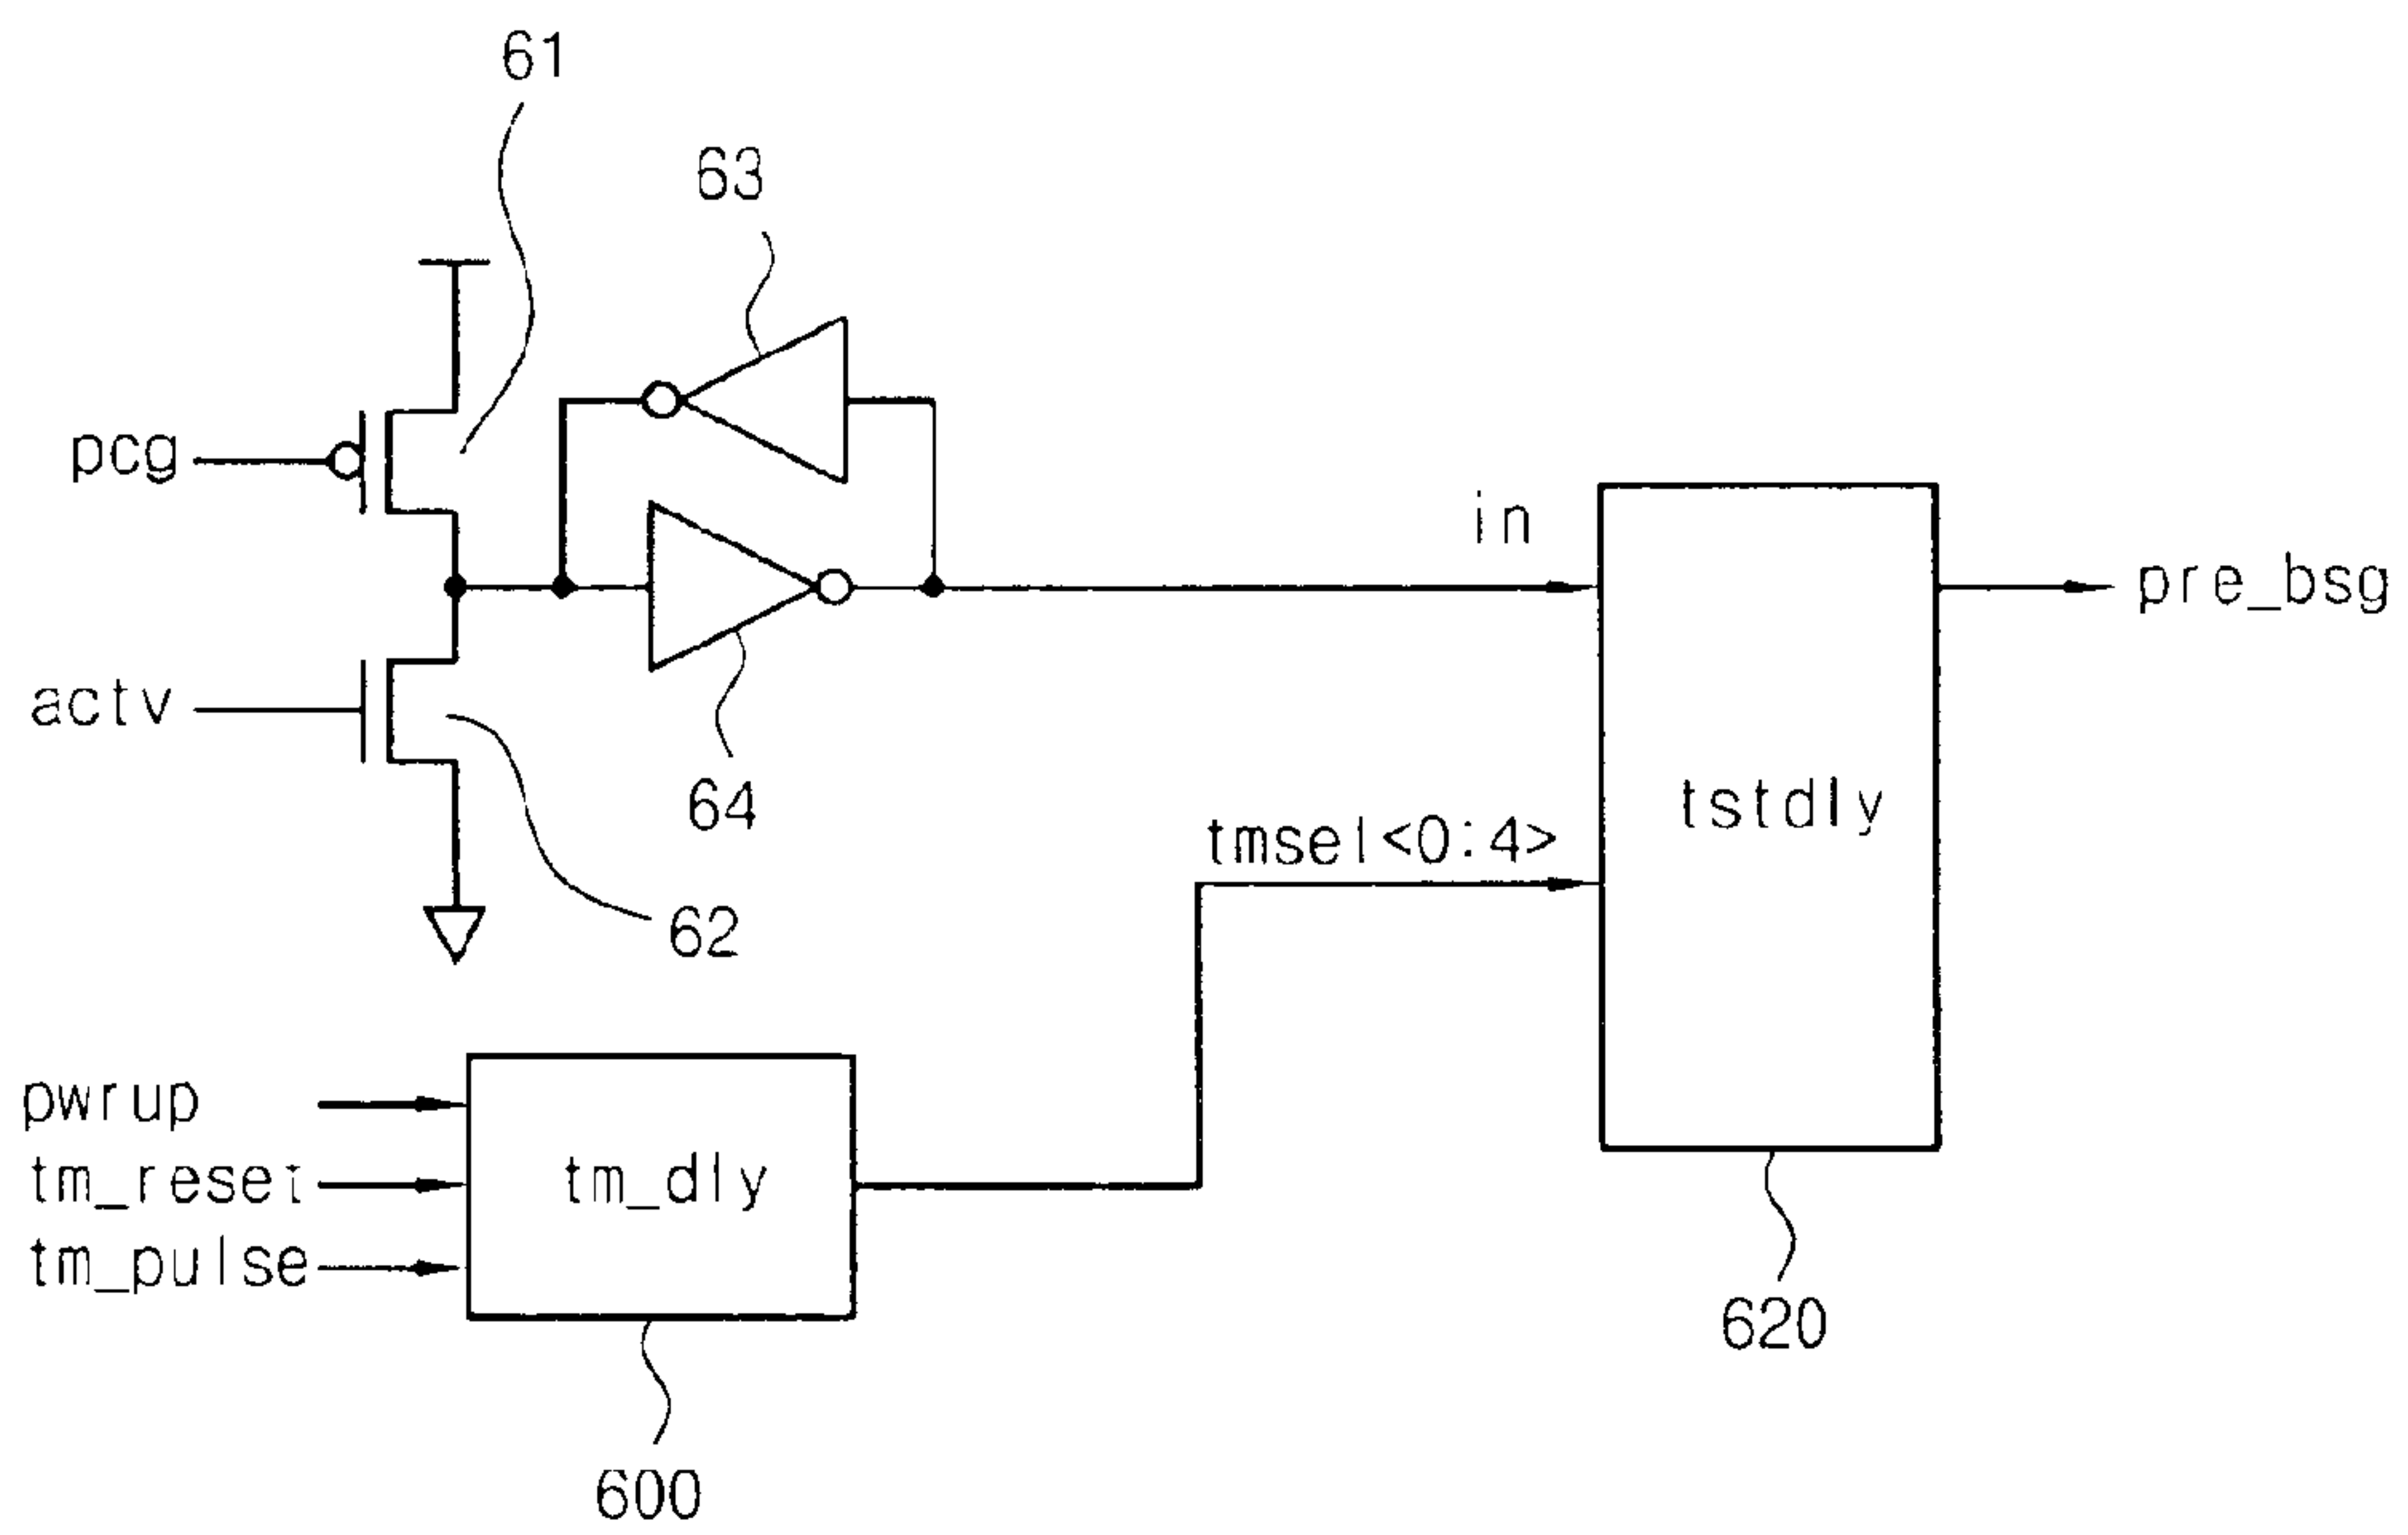 61
63
pcg
in
pre_bsg
actv
64
tstdly
tmsel<0:4>
62
pwrup
tm_reset
tm_dly
tm_pulse
620
600